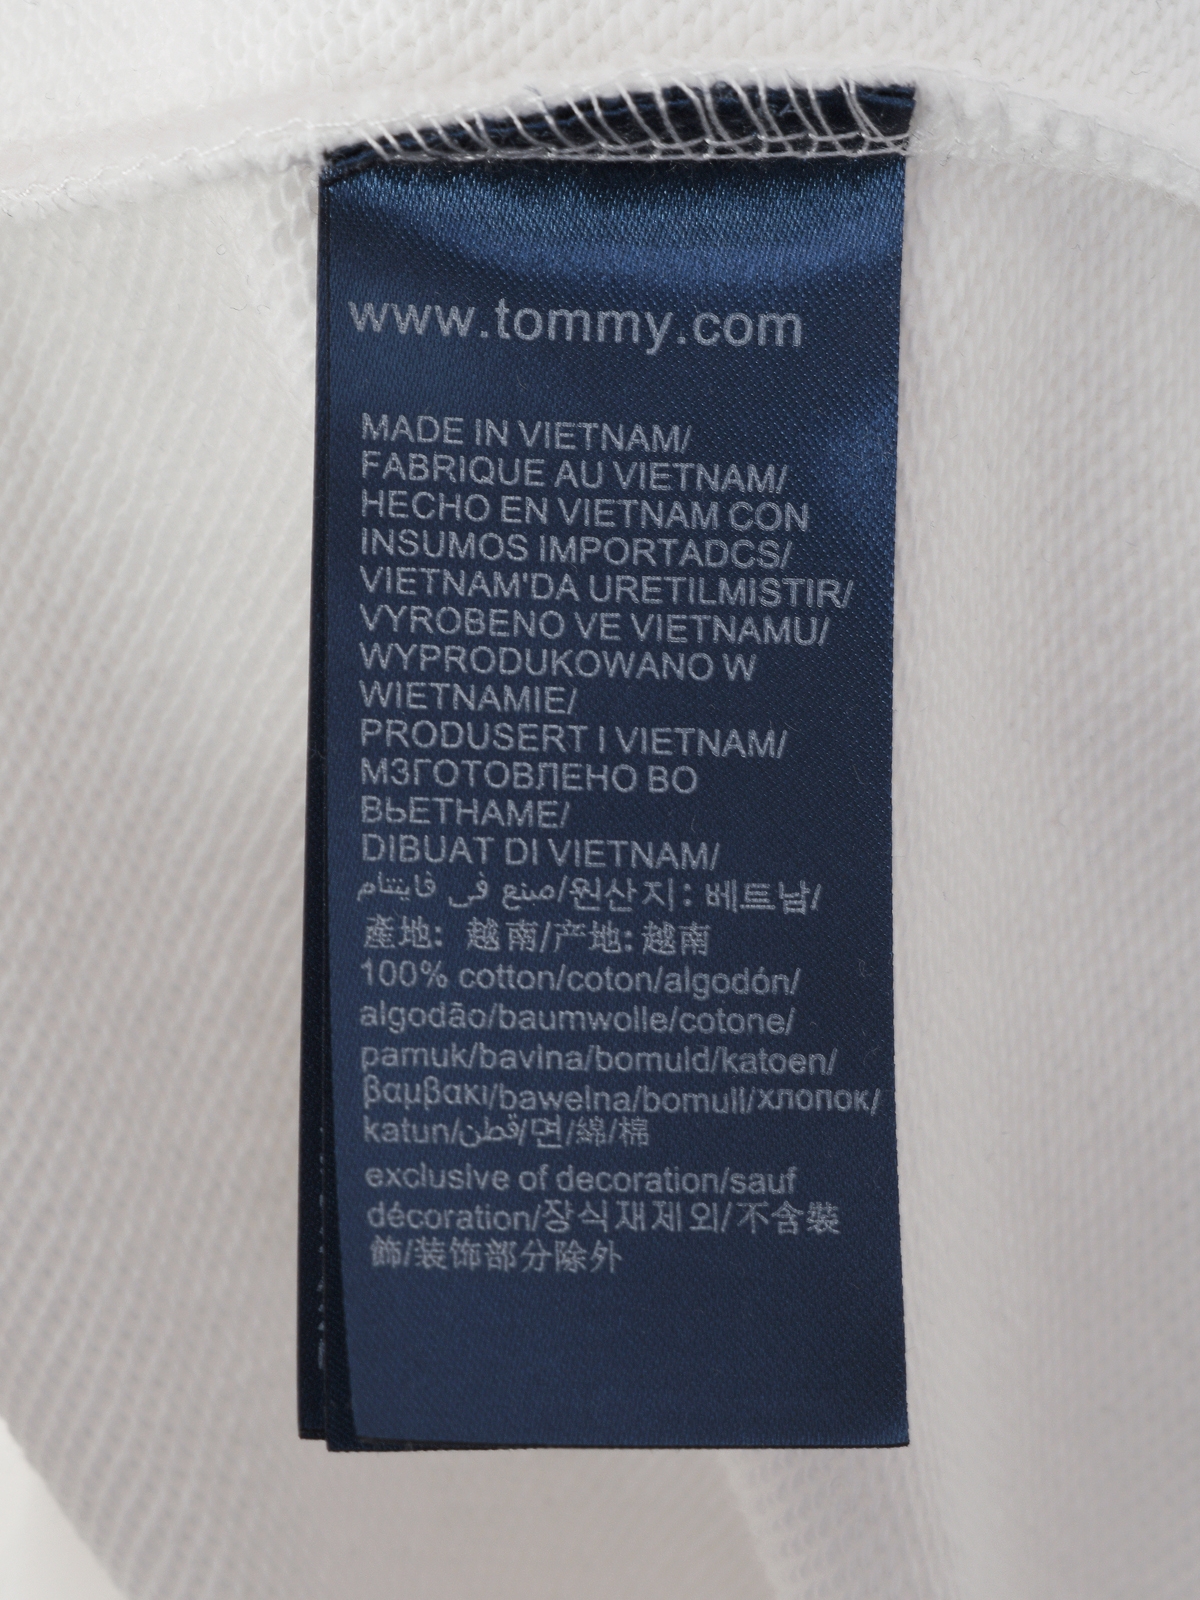 www.tommy.com
MADE IN VIETNAM/
FABRIQUE AU VIETNAM/
HECHO EN VIETNAM CON
INSUMOS IMPORTADCS/
VIETNAM'DA URETILMISTIR/
VYROBENO VE VIETNAMU/
WYPRODUKOWANO W
WIETNAMIE/
PRODUSERT I VIETNAM/
МЗГОТОВЛЕНО ВО
ВЬЕТНАМЕ/
DIBUAT DI VIETNAM/
صنع في فايتنام/원산지: 베트남/
產地: 越南/产地: 越南
100% cotton/coton/algodón/
algodão/baumwolle/cotone/
pamuk/bavlna/bomuld/katoen/
βαμβακι/bawelna/bomull/хлопок/
katun/قطن/면/綿/棉
exclusive of decoration/sauf
décoration/장식재제외/不含裝
飾/装饰部分除外